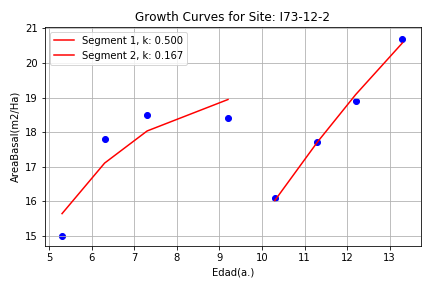 Growth Curves for Site: I73-12-2
Segment 1, k: 0.500
Segment 2, k: 0.167
AreaBasal(m2/Ha)
21
20
19
18
17
16
15
5 6 7 8 9 10 11 12 13
Edad(a.)